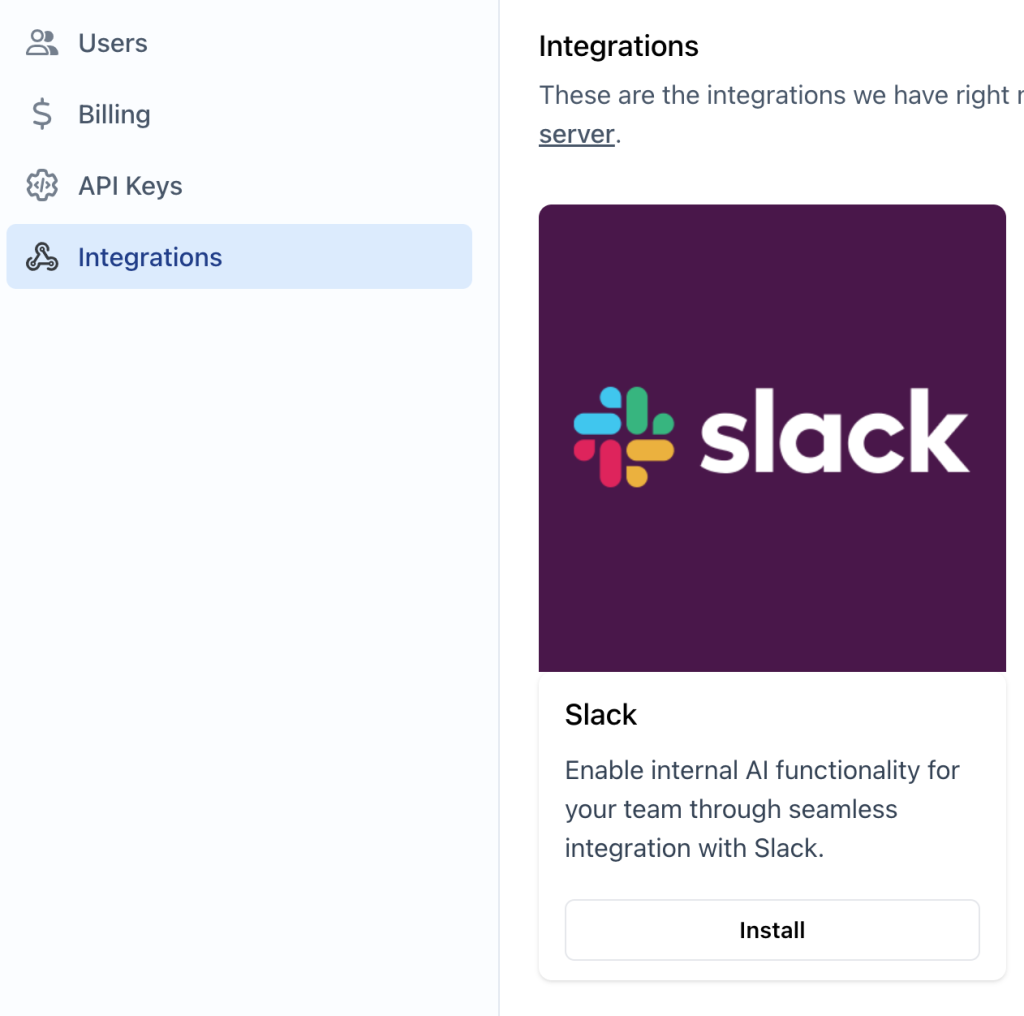 Users
Billing
API Keys
Integrations
Integrations
These are the integrations we have right
server.
slack
Slack
Enable internal AI functionality for
your team through seamless
integration with Slack.
Install